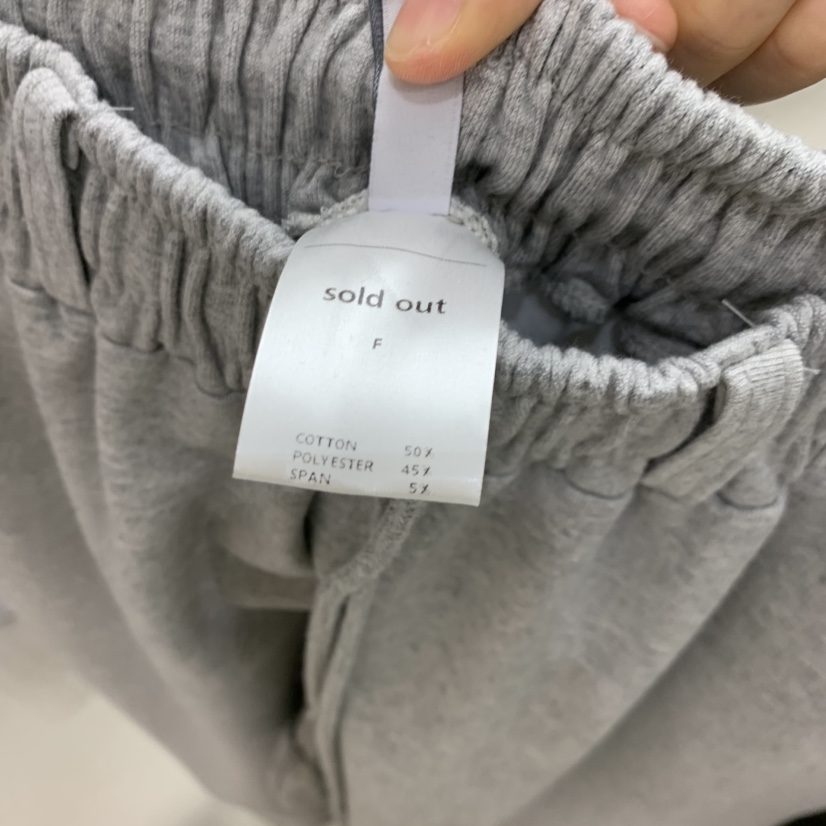 sold out
F
COTTON 50%
POLYESTER 45%
SPAN 5%